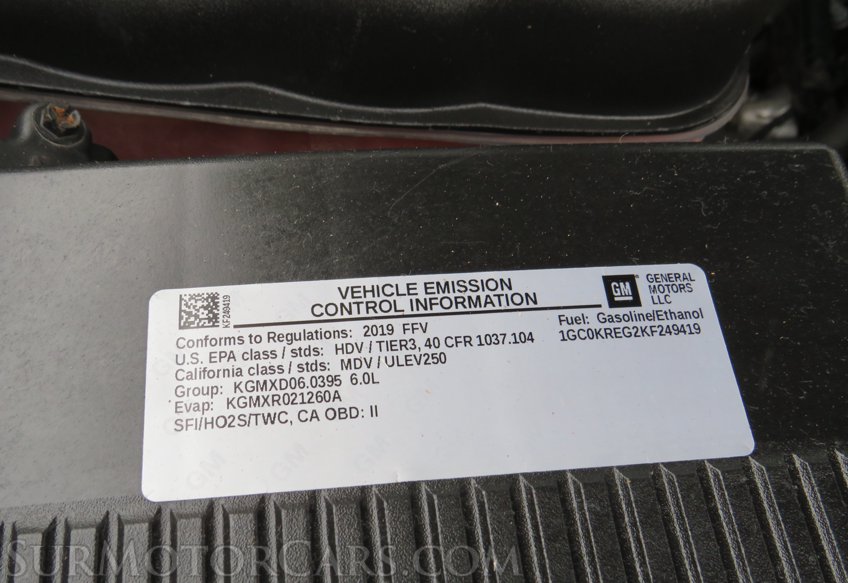 KF249419
VEHICLE EMISSION
CONTROL INFORMATION
GM
GENERAL
MOTORS
LLC
Conforms to Regulations: 2019 FFV
U.S. EPA class / stds: HDV / TIER3, 40 CFR 1037.104
California class / stds: MDV / ULEV250
Group: KGMXD06.0395 6.0L
Evap: KGMXR021260A
SFI/HO2S/TWC, CA OBD: II
Fuel: Gasoline/Ethanol
1GC0KREG2KF249419
SurMotorCars.com